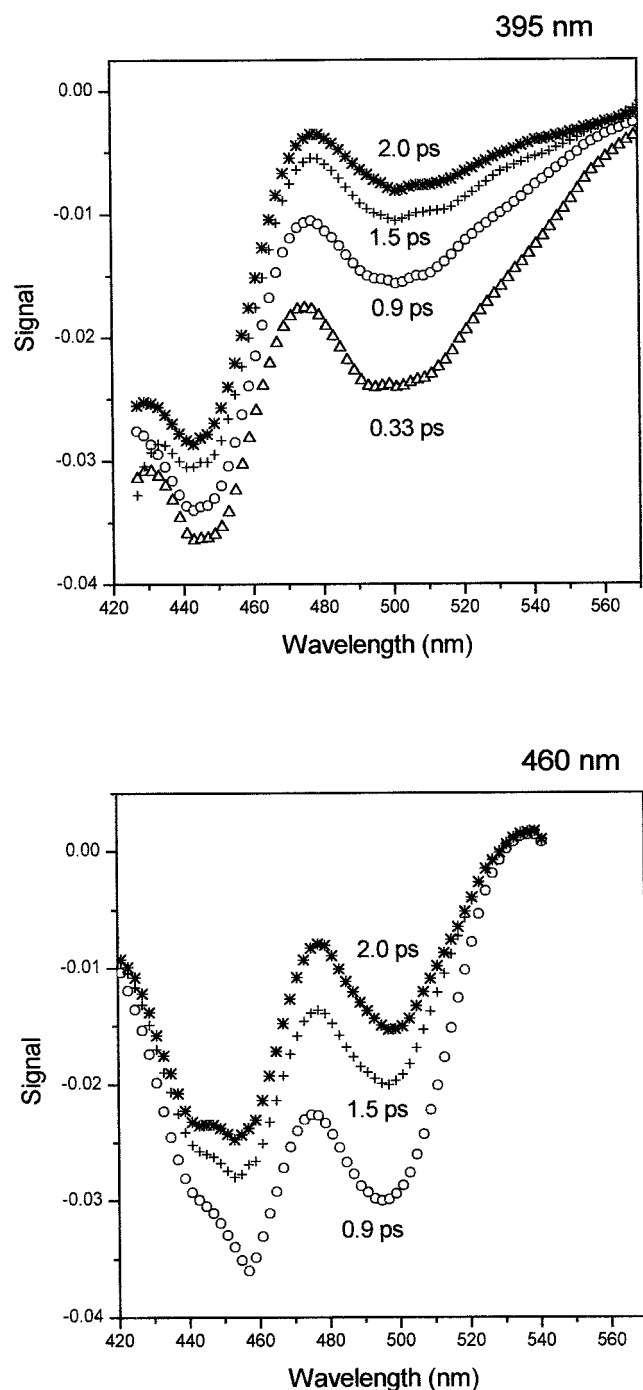 395 nm
0.00
-0.01
-0.02
-0.03
-0.04
Signal
2.0 ps
1.5 ps
0.9 ps
0.33 ps
420 440 460 480 500 520 540 560
Wavelength (nm)
460 nm
0.00
-0.01
-0.02
-0.03
-0.04
Signal
2.0 ps
1.5 ps
0.9 ps
420 440 460 480 500 520 540 560
Wavelength (nm)